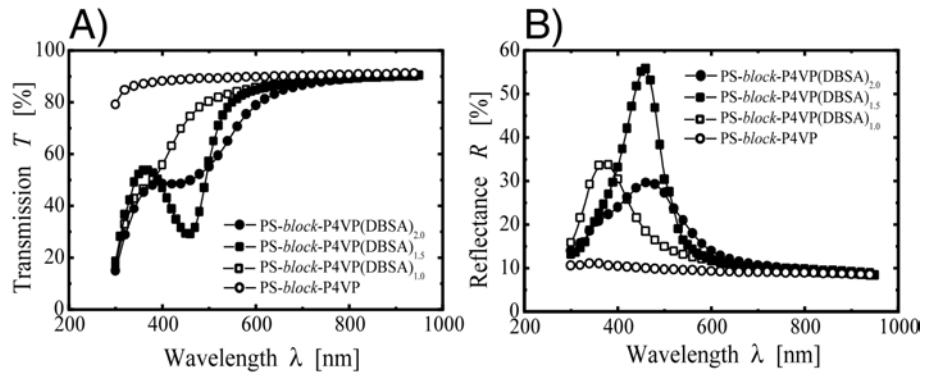 A)
B)
100
80
60
40
20
0
Transmission T [%]
PS-block-P4VP(DBSA)2.0
PS-block-P4VP(DBSA)1.5
PS-block-P4VP(DBSA)1.0
PS-block-P4VP
200 400 600 800 1000
Wavelength λ [nm]
60
50
40
30
20
10
0
Reflectance R [%]
PS-block-P4VP(DBSA)2.0
PS-block-P4VP(DBSA)1.5
PS-block-P4VP(DBSA)1.0
PS-block-P4VP
200 400 600 800 1000
Wavelength λ [nm]